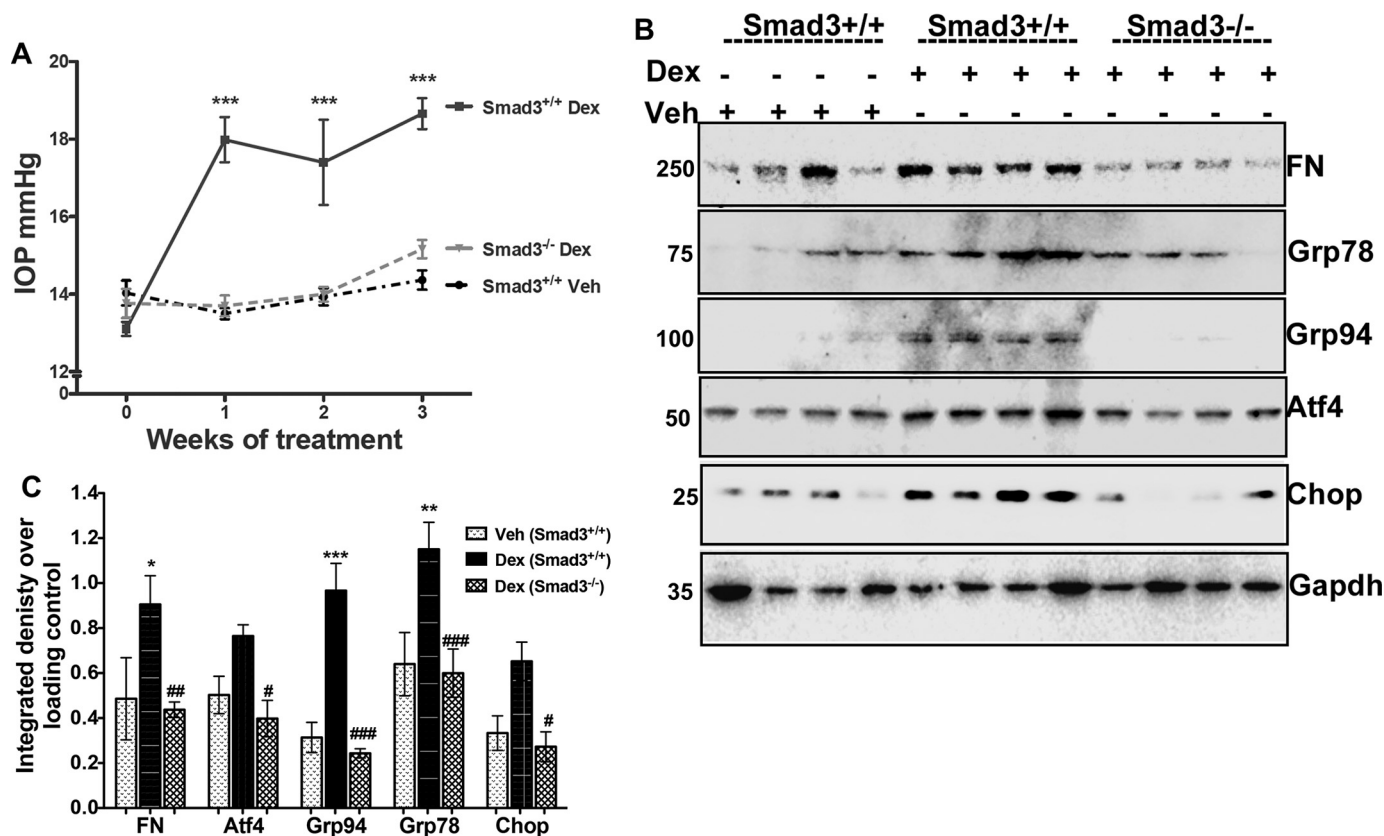 A
20
18
16
14
12
0
IOP mmHg
*** *** ***
Smad3+/+ Dex
Smad3-/- Dex
Smad3+/+ Veh
0 1 2 3
Weeks of treatment
B
Smad3+/+ Smad3+/+ Smad3-/-
Dex - - - - + + + + + + + +
Veh + + + + - - - - - - - -
250 FN
75 Grp78
100 Grp94
50 Atf4
25 Chop
35 Gapdh
C
1.4
1.2
1.0
0.8
0.6
0.4
0.2
0.0
Integrated denisty over
loading control
Veh (Smad3+/+)
Dex (Smad3+/+)
Dex (Smad3-/-)
* ## # *** ### ** ### #
FN Atf4 Grp94 Grp78 Chop